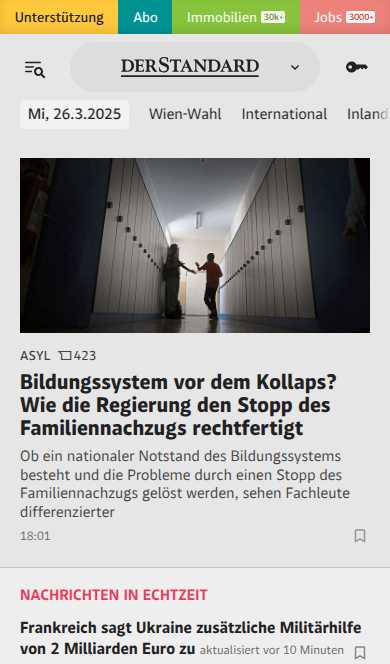 Unterstützung Abo Immobilien 30k+ Jobs 3000+
DERSTANDARD
Mi, 26.3.2025 Wien-Wahl International Inland
ASYL 423
Bildungssystem vor dem Kollaps?
Wie die Regierung den Stopp des
Familiennachzugs rechtfertigt
Ob ein nationaler Notstand des Bildungssystems
besteht und die Probleme durch einen Stopp des
Familiennachzugs gelöst werden, sehen Fachleute
differenzierter
18:01
NACHRICHTEN IN ECHTZEIT
Frankreich sagt Ukraine zusätzliche Militärhilfe
von 2 Milliarden Euro zu aktualisiert vor 10 Minuten